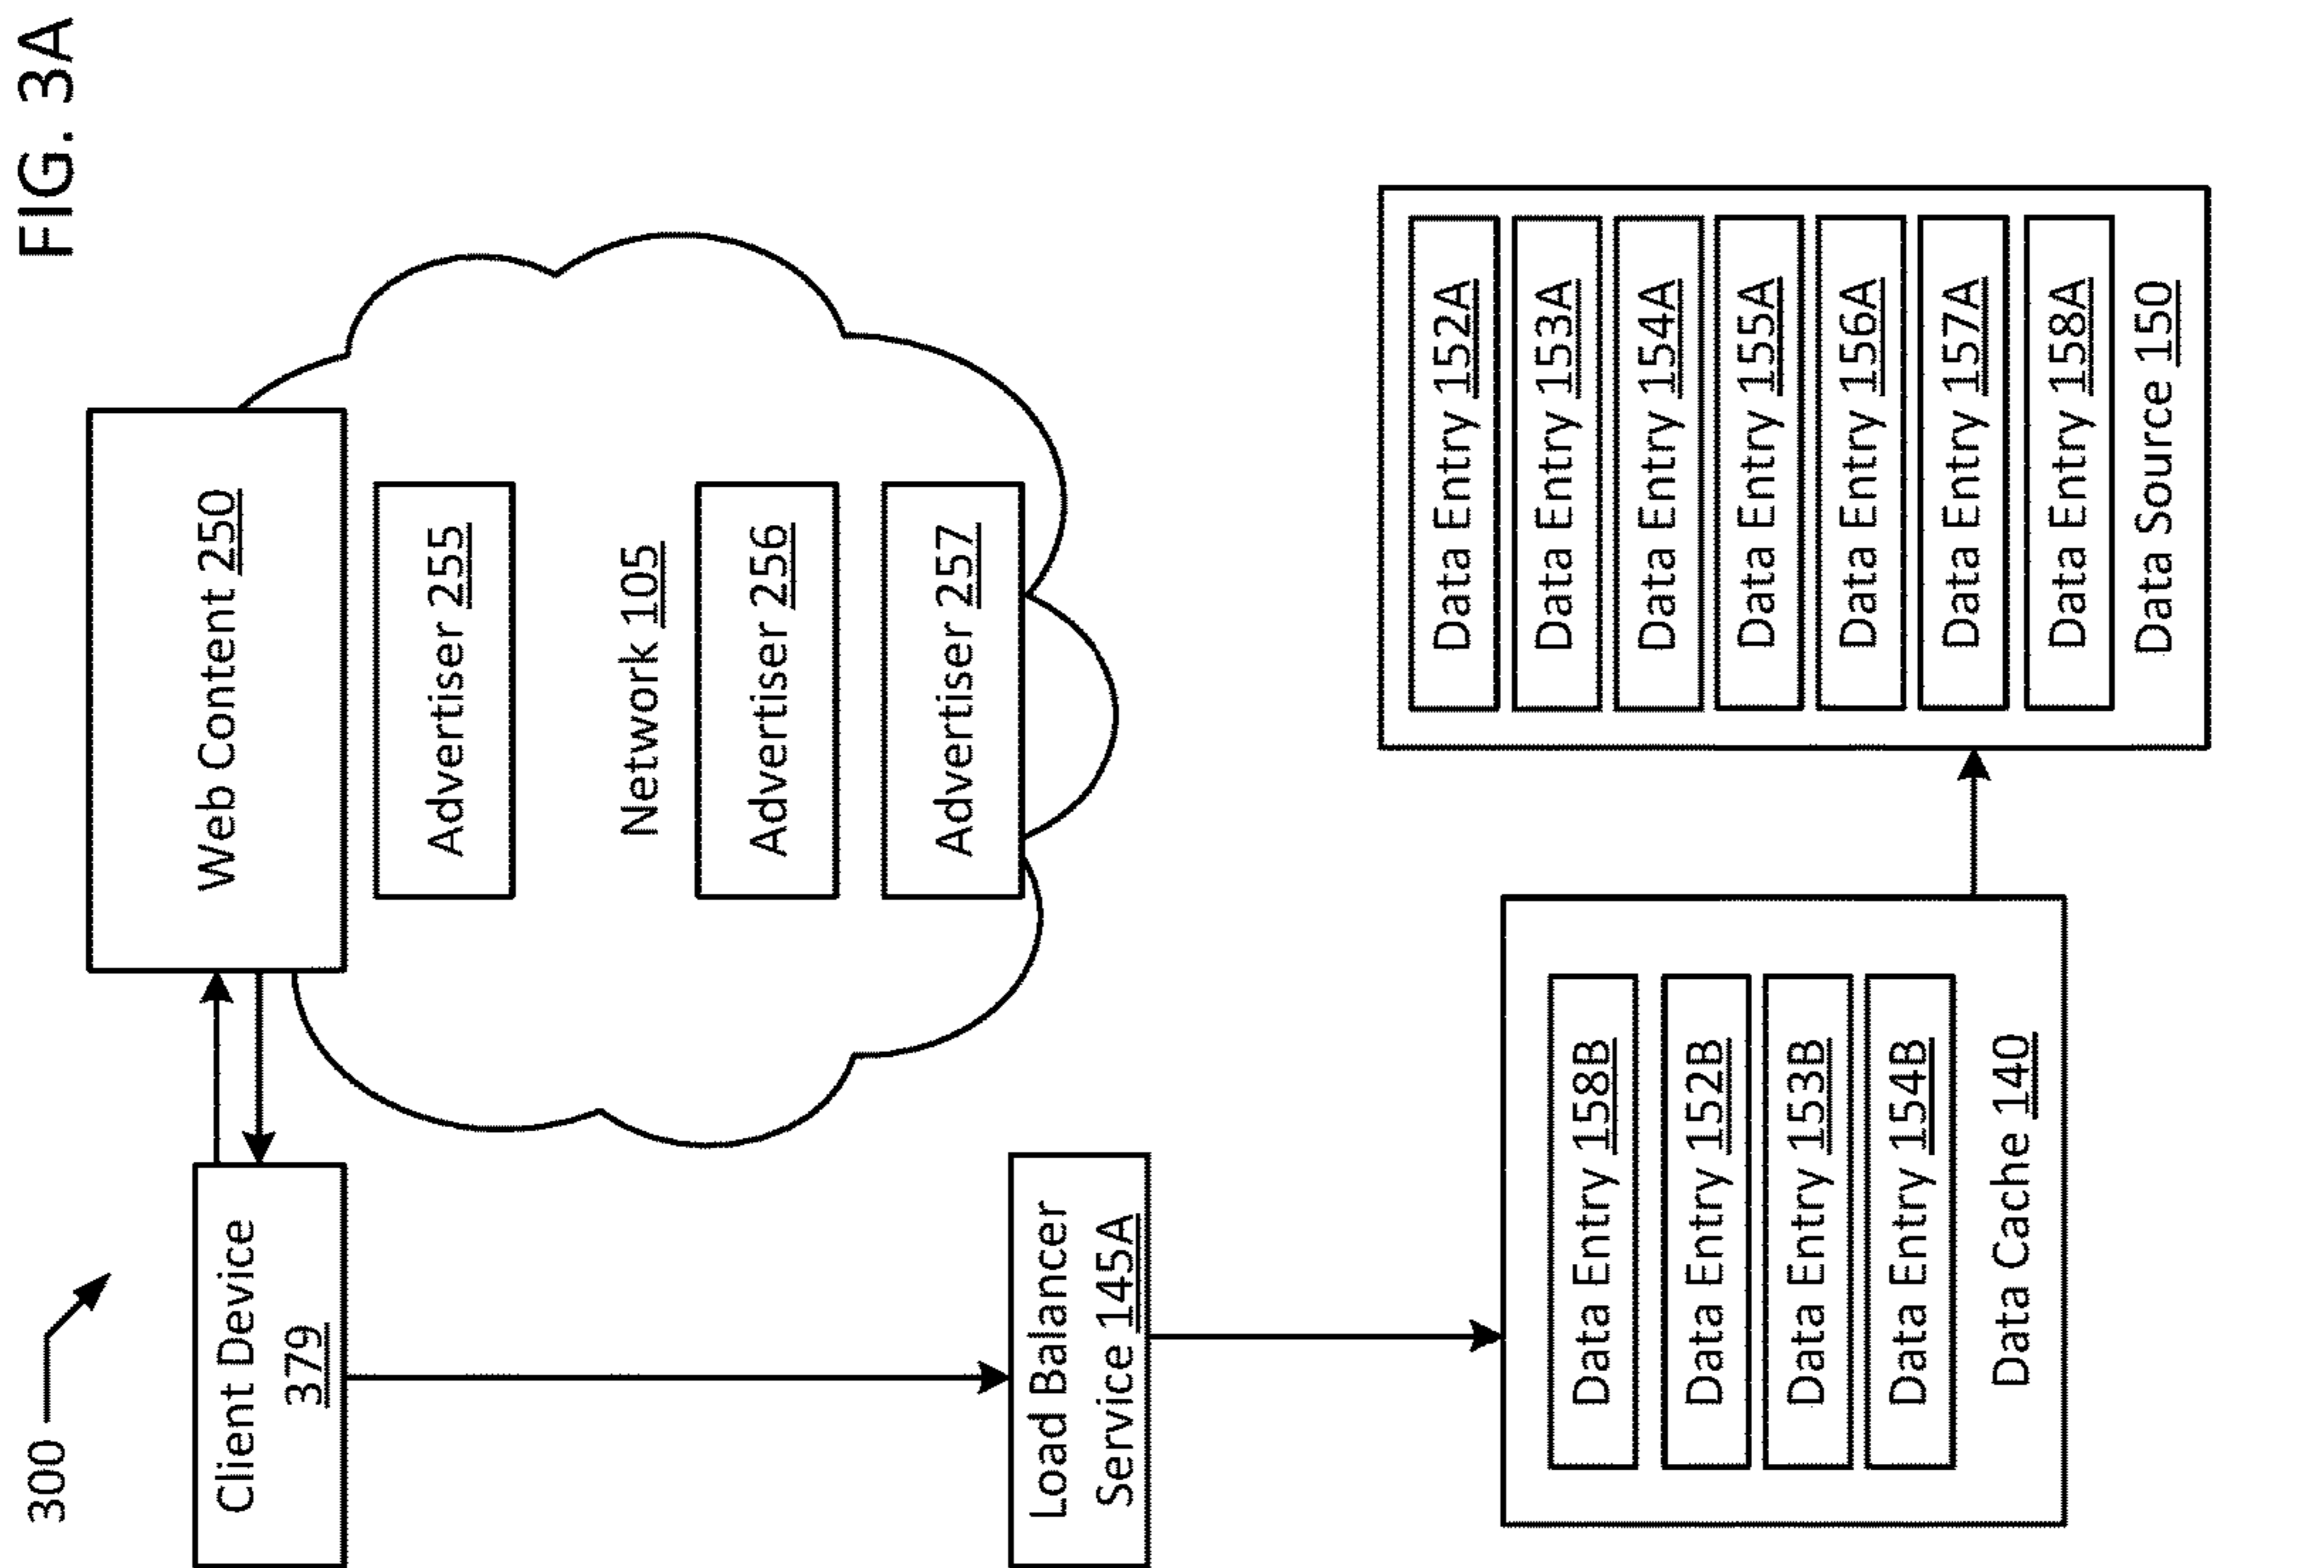 FIG. 3A
300
Client Device
379
Web Content 250
Advertiser 255
Network 105
Advertiser 256
Advertiser 257
Load Balancer
Service 145A
Data Entry 158B
Data Entry 152B
Data Entry 153B
Data Entry 154B
Data Cache 140
Data Entry 152A
Data Entry 153A
Data Entry 154A
Data Entry 155A
Data Entry 156A
Data Entry 157A
Data Entry 158A
Data Source 150